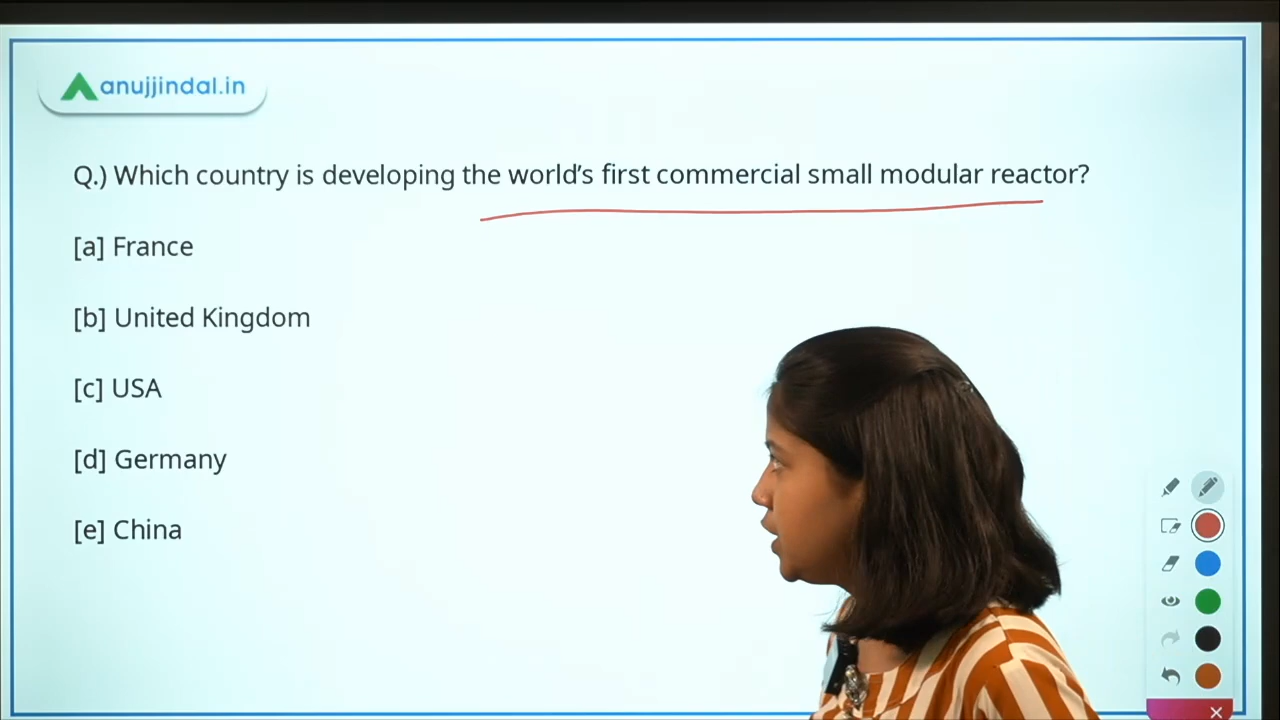 anujjindal.in
Q.) Which country is developing the world’s first commercial small modular reactor?
[a] France
[b] United Kingdom
[c] USA
[d] Germany
[e] China